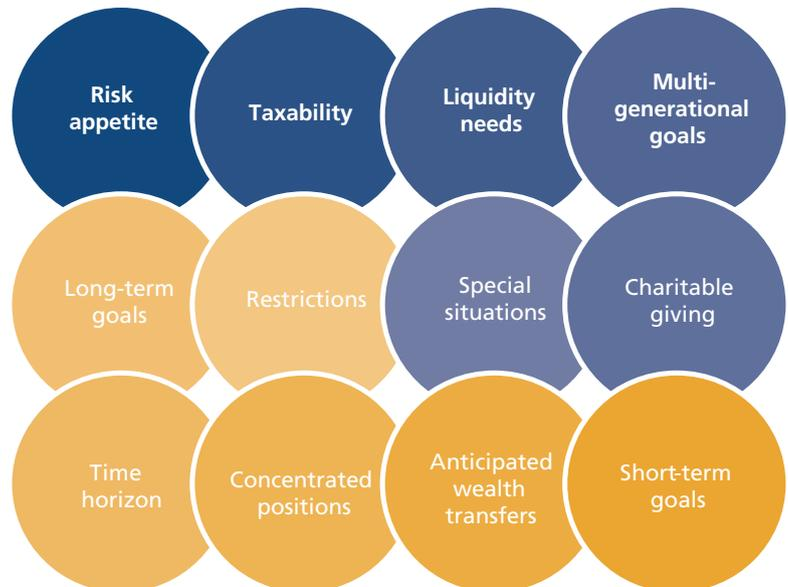 Risk
appetite
Taxability
Liquidity
needs
Multi-
generational
goals
Long-term
goals
Restrictions
Special
situations
Charitable
giving
Time
horizon
Concentrated
positions
Anticipated
wealth
transfers
Short-term
goals